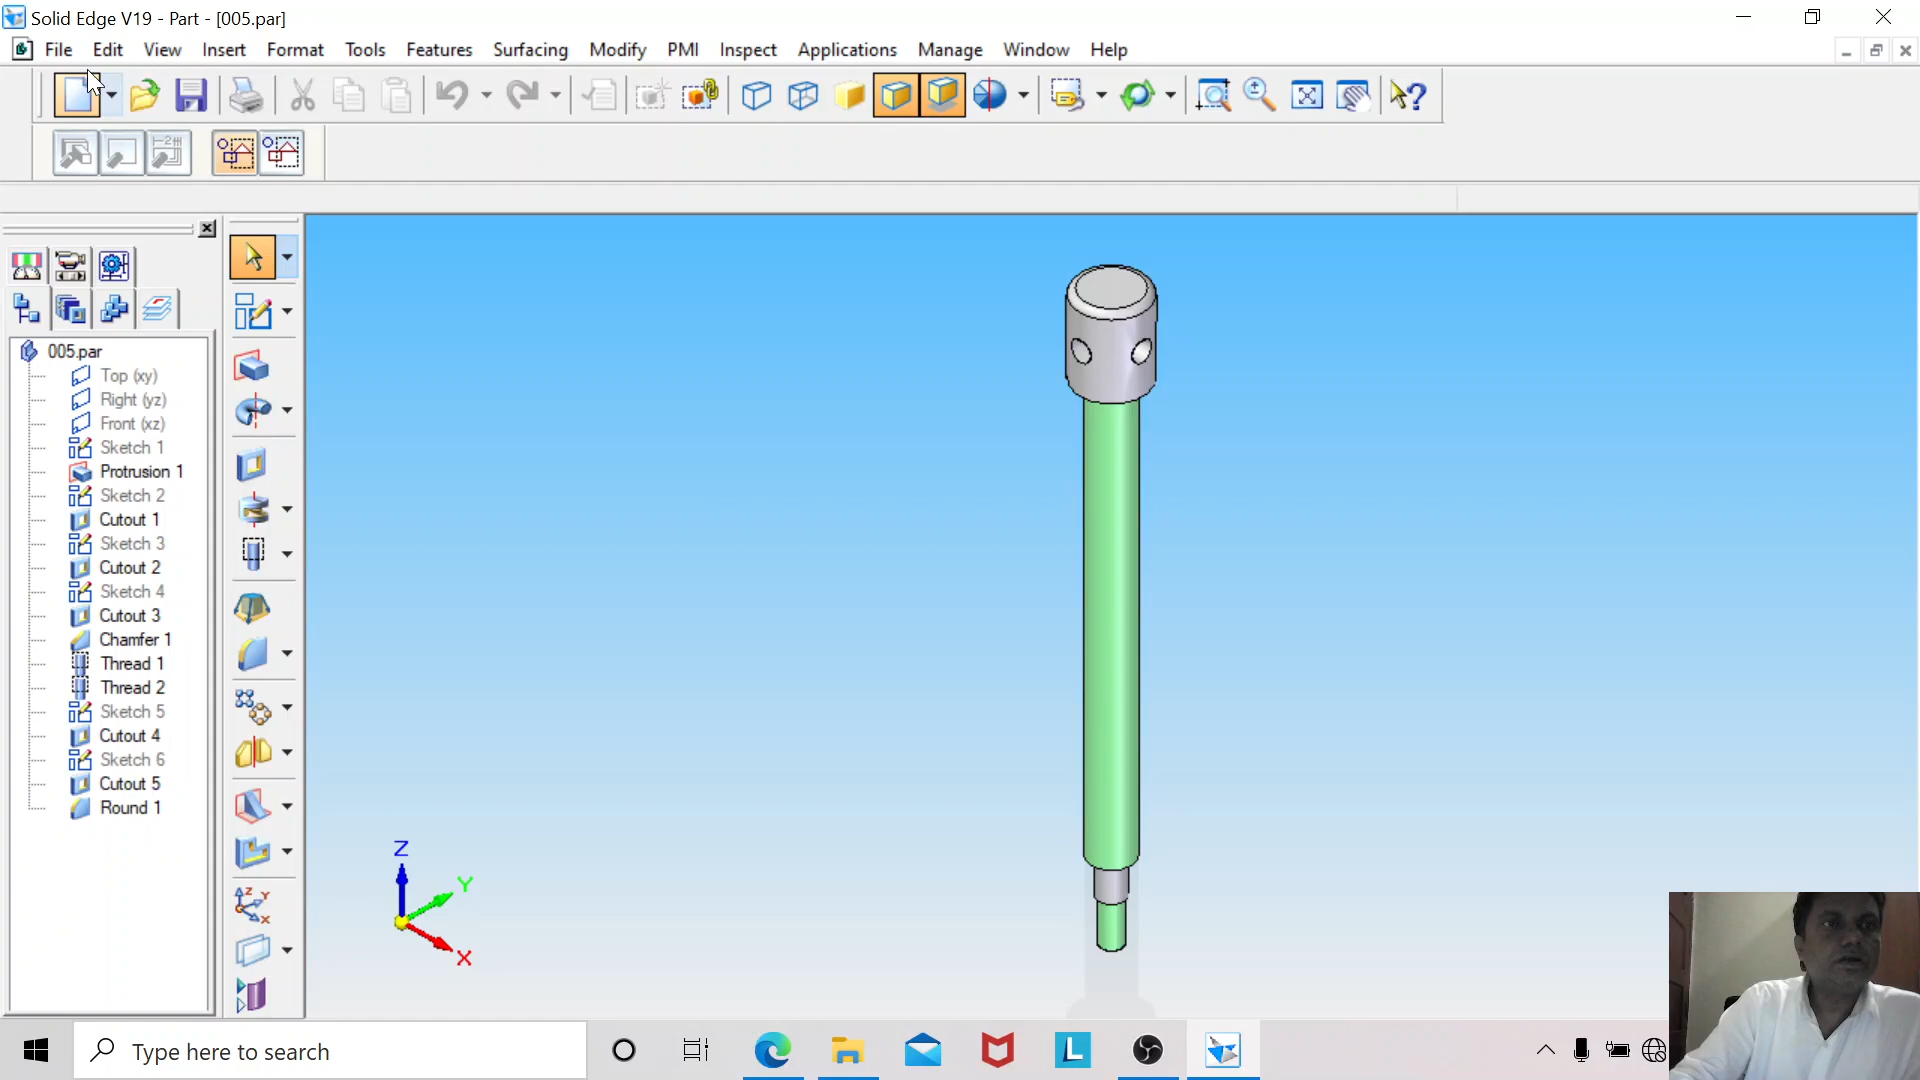 Solid Edge V19 - Part - [005.par]
File Edit View Insert Format Tools Features Surfacing Modify PMI Inspect Applications Manage Window Help
005.par
Top (xy)
Right (yz)
Front (xz)
Sketch 1
Protrusion 1
Sketch 2
Cutout 1
Sketch 3
Cutout 2
Sketch 4
Cutout 3
Chamfer 1
Thread 1
Thread 2
Sketch 5
Cutout 4
Sketch 6
Cutout 5
Round 1
Z
Y
X
Type here to search
L